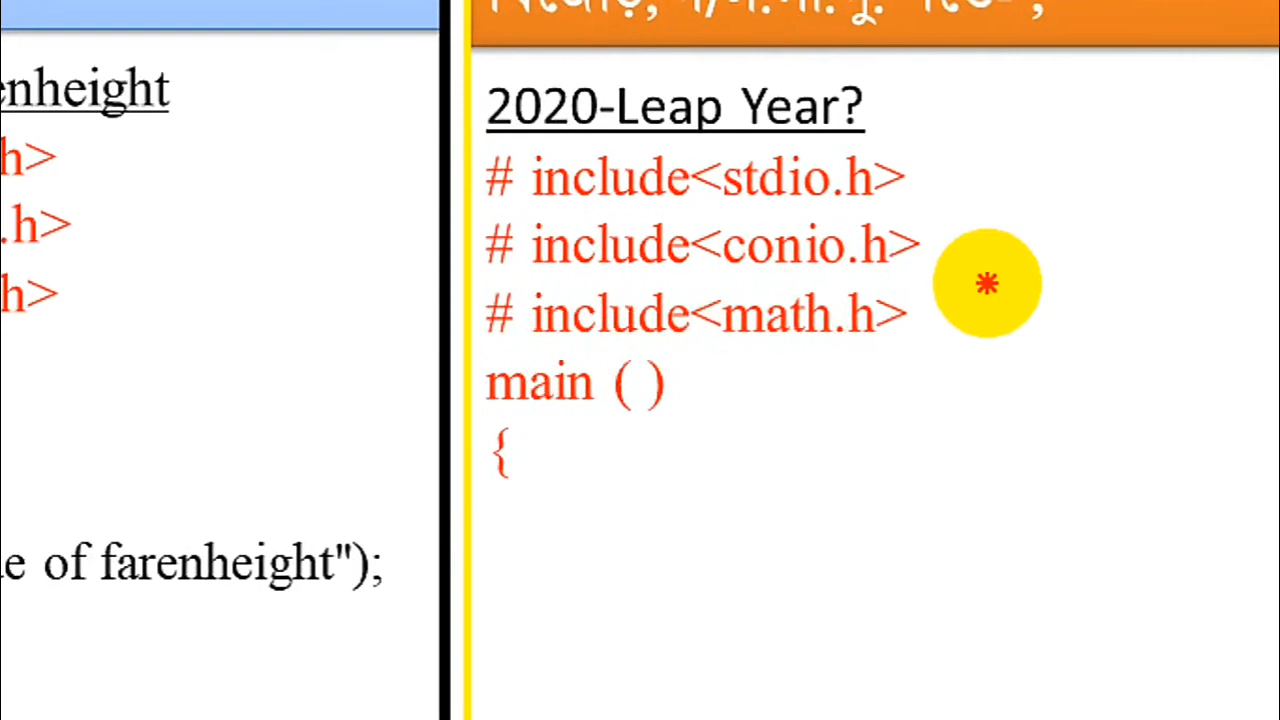 enheight
h>
.h>
h>
e of farenheight");
2020-Leap Year?
# include<stdio.h>
# include<conio.h>
# include<math.h>
main ( )
{